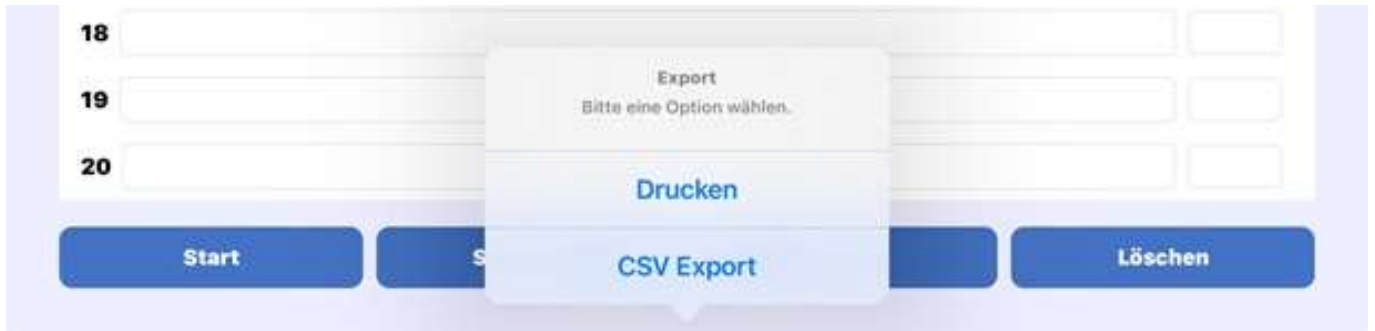 18
Export
Bitte eine Option wählen.
19
20
Drucken
Start
S
CSV Export
Löschen